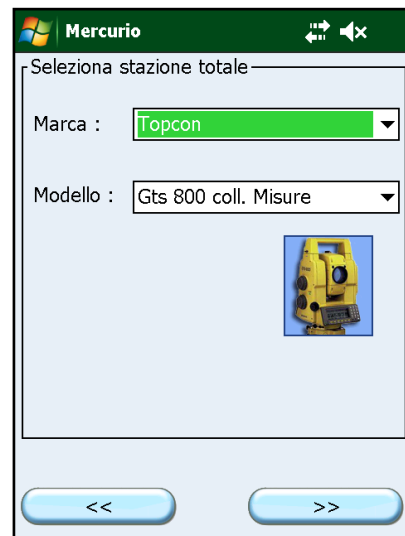 Mercurio
Seleziona stazione totale
Marca : Topcon
Modello : Gts 800 coll. Misure
<< >>